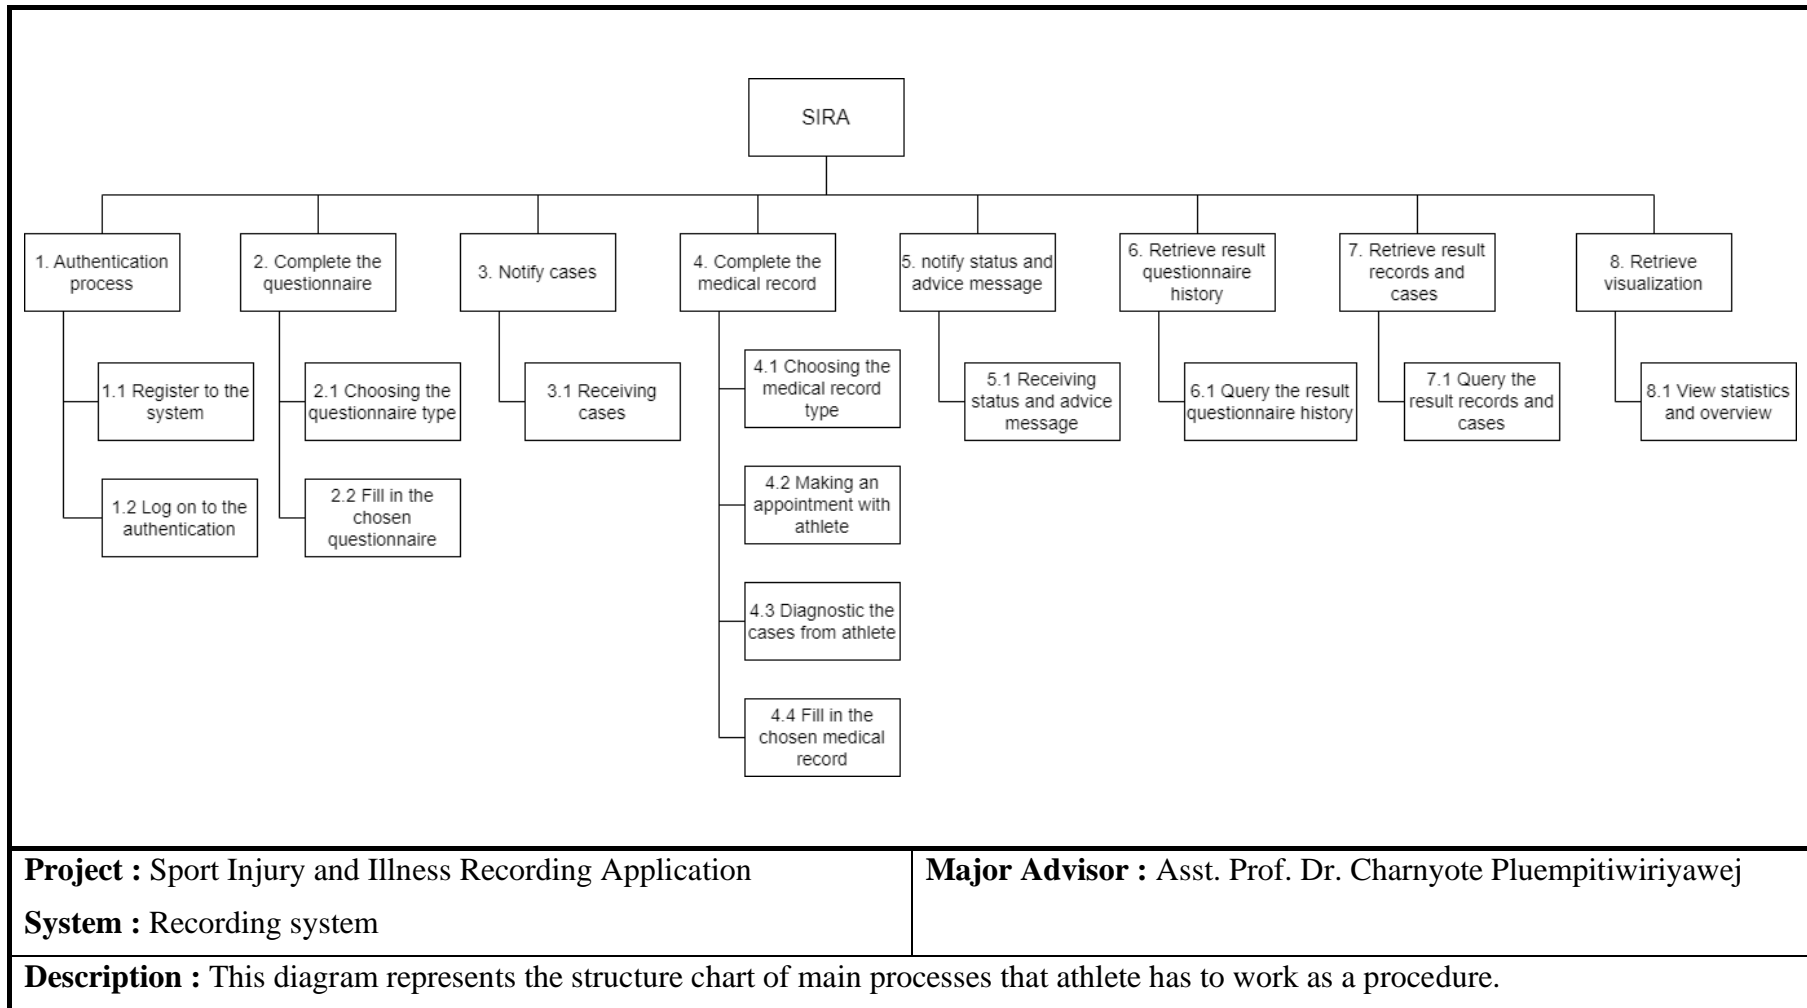 SIRA
1. Authentication
process
2. Complete the
questionnaire
3. Notify cases
4. Complete the
medical record
5. notify status and
advice message
6. Retrieve result
questionnaire
history
7. Retrieve result
records and
cases
8. Retrieve
visualization
1.1 Register to the
system
1.2 Log on to the
authentication
2.1 Choosing the
questionnaire type
2.2 Fill in the
chosen
questionnaire
3.1 Receiving
cases
4.1 Choosing the
medical record
type
4.2 Making an
appointment with
athlete
4.3 Diagnostic the
cases from athlete
4.4 Fill in the
chosen medical
record
5.1 Receiving
status and advice
message
6.1 Query the result
questionnaire history
7.1 Query the
result records and
cases
8.1 View statistics
and overview
Project : Sport Injury and Illness Recording Application
System : Recording system
Major Advisor : Asst. Prof. Dr. Charnyote Pluempitiwiriyawej
Description : This diagram represents the structure chart of main processes that athlete has to work as a procedure.